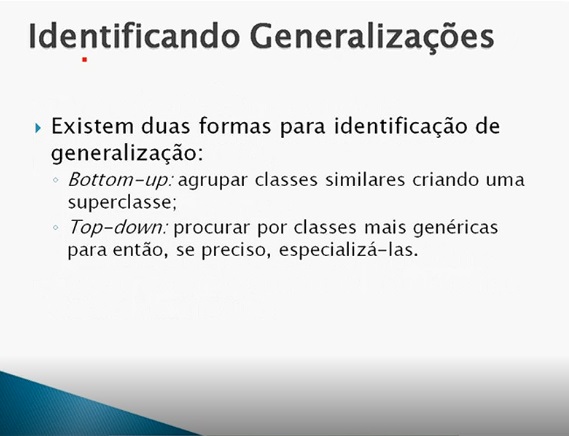 Identificando Generalizações
Existem duas formas para identificação de
generalização:
Bottom-up: agrupar classes similares criando uma
superclasse;
Top-down: procurar por classes mais genéricas
para então, se preciso, especializá-las.